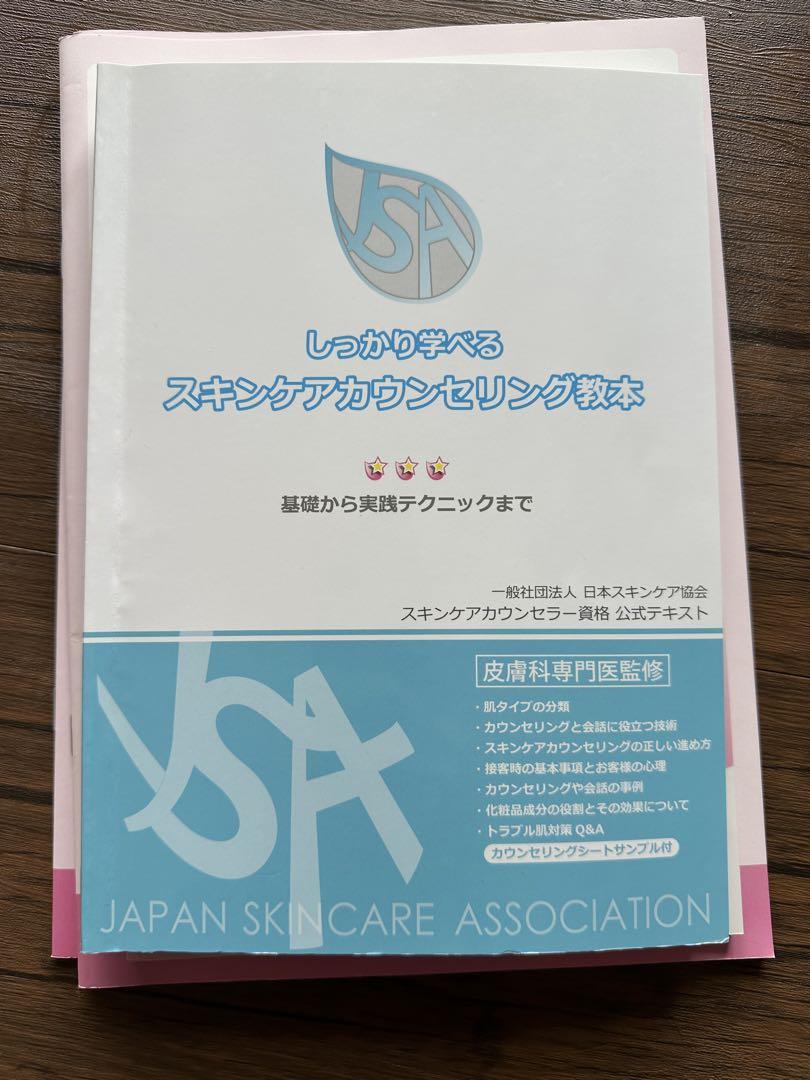 JSA
しっかり学べる
スキンケアカウンセリング教本
基礎から実践テクニックまで
一般社団法人 日本スキンケア協会
スキンケアカウンセラー資格 公式テキスト
JSA
皮膚科専門医監修
・肌タイプの分類
・カウンセリングと会話に役立つ技術
・スキンケアカウンセリングの正しい進め方
・接客時の基本事項とお客様の心理
・カウンセリングや会話の事例
・化粧品成分の役割とその効果について
・トラブル肌対策 Q&A
カウンセリングシートサンプル付
JAPAN SKINCARE ASSOCIATION